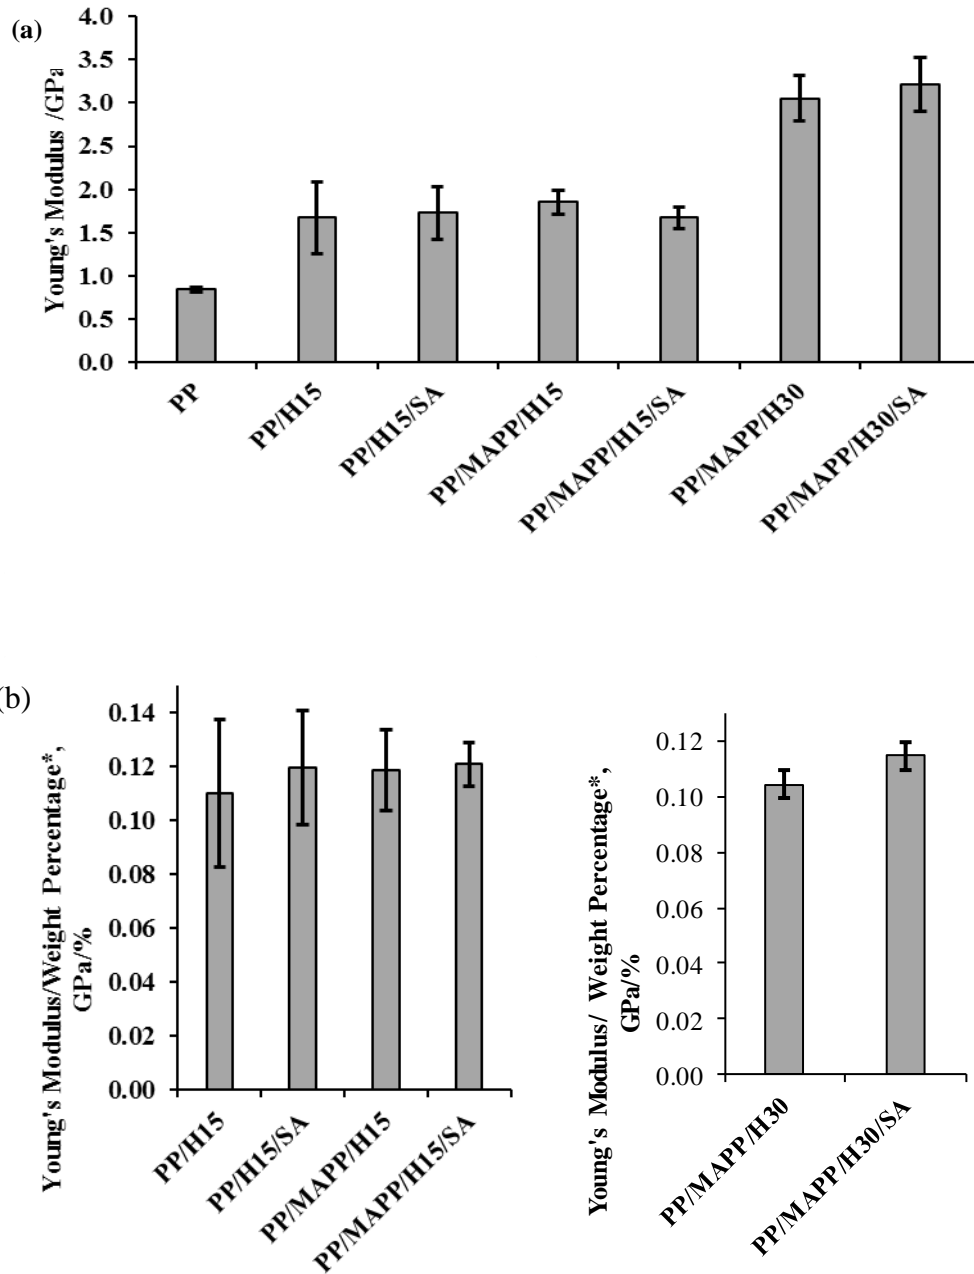 (a)
Young's Modulus /GPa
4.0
3.5
3.0
2.5
2.0
1.5
1.0
0.5
0.0
PP
PP/H15
PP/H15/SA
PP/MAPP/H15
PP/MAPP/H15/SA
PP/MAPP/H30
PP/MAPP/H30/SA
(b)
Young's Modulus/Weight Percentage*,
GPa/%
0.14
0.12
0.10
0.08
0.06
0.04
0.02
0.00
PP/H15
PP/H15/SA
PP/MAPP/H15
PP/MAPP/H15/SA
Young's Modulus/ Weight Percentage*,
GPa/%
0.12
0.10
0.08
0.06
0.04
0.02
0.00
PP/MAPP/H30
PP/MAPP/H30/SA